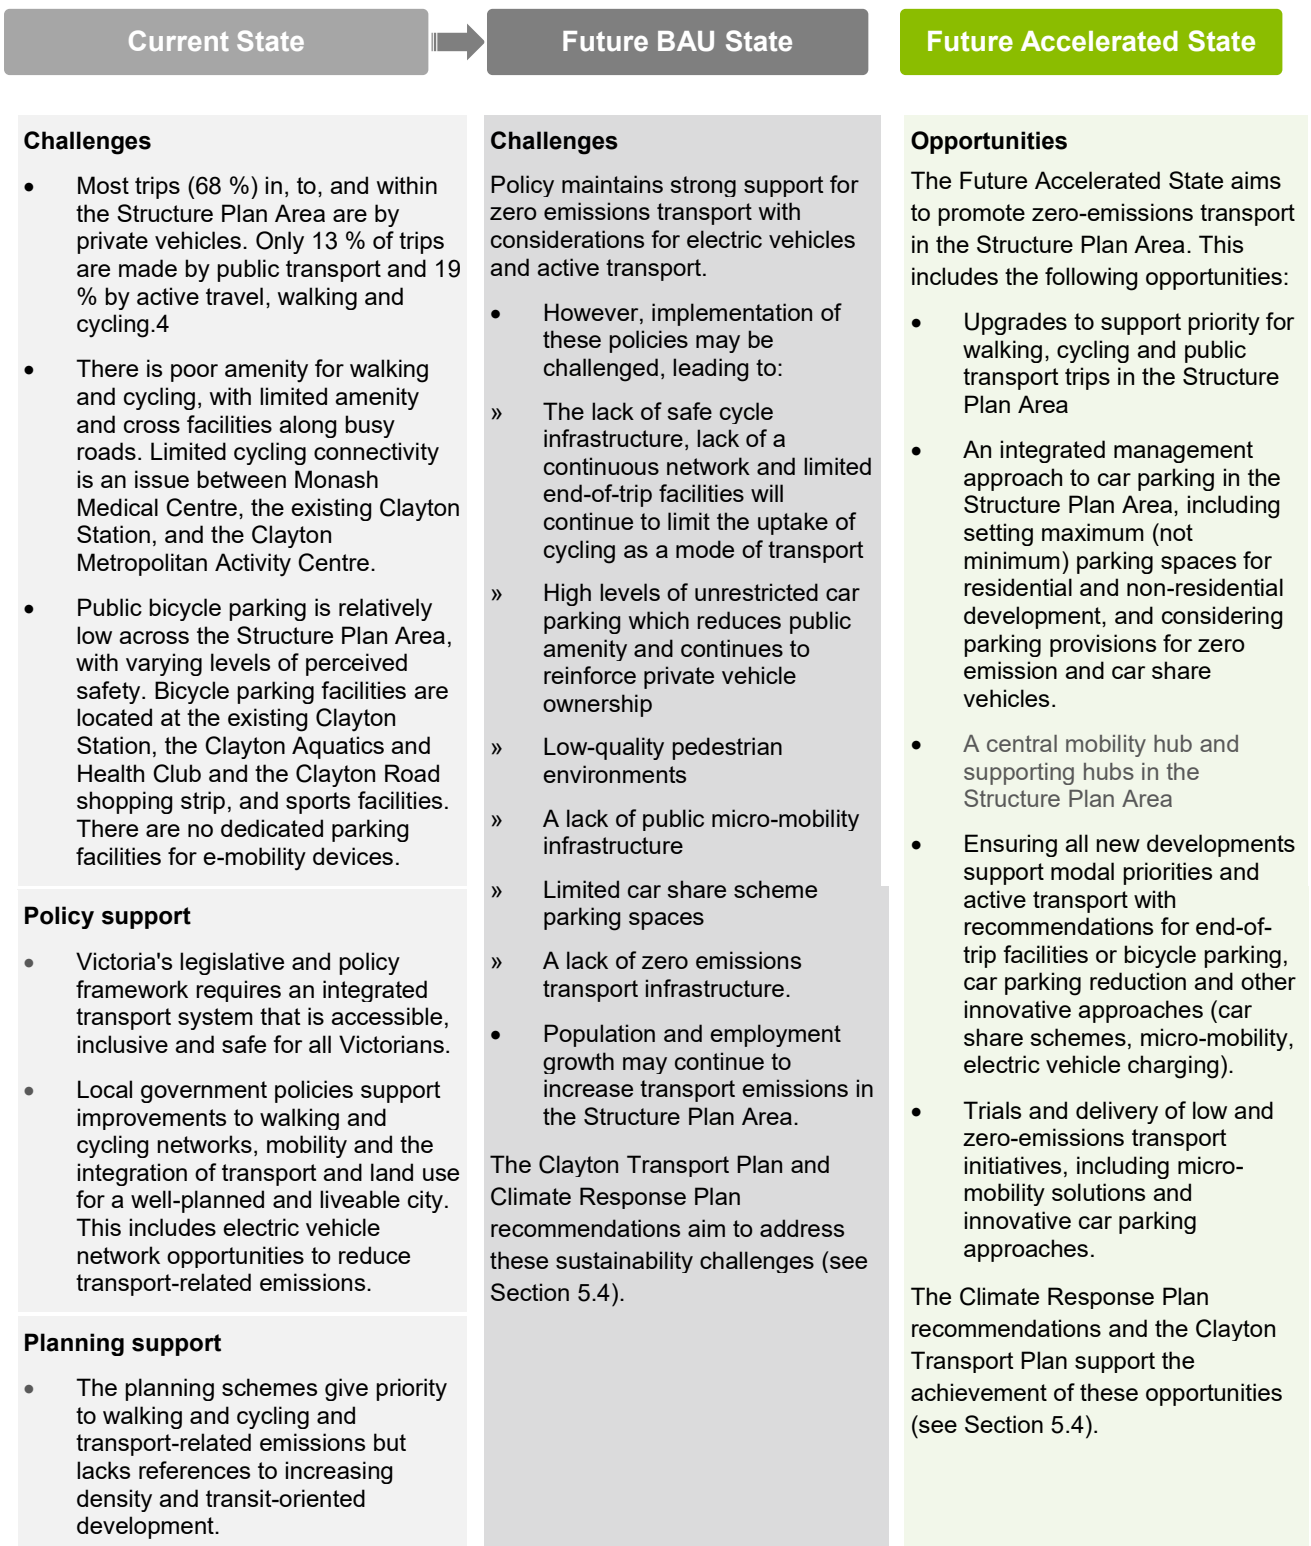 Current State
Future BAU State
Future Accelerated State
Challenges
• Most trips (68 %) in, to, and within
the Structure Plan Area are by
private vehicles. Only 13 % of trips
are made by public transport and 19
% by active travel, walking and
cycling.4
• There is poor amenity for walking
and cycling, with limited amenity
and cross facilities along busy
roads. Limited cycling connectivity
is an issue between Monash
Medical Centre, the existing Clayton
Station, and the Clayton
Metropolitan Activity Centre.
• Public bicycle parking is relatively
low across the Structure Plan Area,
with varying levels of perceived
safety. Bicycle parking facilities are
located at the existing Clayton
Station, the Clayton Aquatics and
Health Club and the Clayton Road
shopping strip, and sports facilities.
There are no dedicated parking
facilities for e-mobility devices.
Policy support
• Victoria's legislative and policy
framework requires an integrated
transport system that is accessible,
inclusive and safe for all Victorians.
• Local government policies support
improvements to walking and
cycling networks, mobility and the
integration of transport and land use
for a well-planned and liveable city.
This includes electric vehicle
network opportunities to reduce
transport-related emissions.
Planning support
• The planning schemes give priority
to walking and cycling and
transport-related emissions but
lacks references to increasing
density and transit-oriented
development.
Challenges
Policy maintains strong support for
zero emissions transport with
considerations for electric vehicles
and active transport.
• However, implementation of
these policies may be
challenged, leading to:
» The lack of safe cycle
infrastructure, lack of a
continuous network and limited
end-of-trip facilities will
continue to limit the uptake of
cycling as a mode of transport
» High levels of unrestricted car
parking which reduces public
amenity and continues to
reinforce private vehicle
ownership
» Low-quality pedestrian
environments
» A lack of public micro-mobility
infrastructure
» Limited car share scheme
parking spaces
» A lack of zero emissions
transport infrastructure.
• Population and employment
growth may continue to
increase transport emissions in
the Structure Plan Area.
The Clayton Transport Plan and
Climate Response Plan
recommendations aim to address
these sustainability challenges (see
Section 5.4).
Opportunities
The Future Accelerated State aims
to promote zero-emissions transport
in the Structure Plan Area. This
includes the following opportunities:
• Upgrades to support priority for
walking, cycling and public
transport trips in the Structure
Plan Area
• An integrated management
approach to car parking in the
Structure Plan Area, including
setting maximum (not
minimum) parking spaces for
residential and non-residential
development, and considering
parking provisions for zero
emission and car share
vehicles.
• A central mobility hub and
supporting hubs in the
Structure Plan Area
• Ensuring all new developments
support modal priorities and
active transport with
recommendations for end-of-
trip facilities or bicycle parking,
car parking reduction and other
innovative approaches (car
share schemes, micro-mobility,
electric vehicle charging).
• Trials and delivery of low and
zero-emissions transport
initiatives, including micro-
mobility solutions and
innovative car parking
approaches.
The Climate Response Plan
recommendations and the Clayton
Transport Plan support the
achievement of these opportunities
(see Section 5.4).